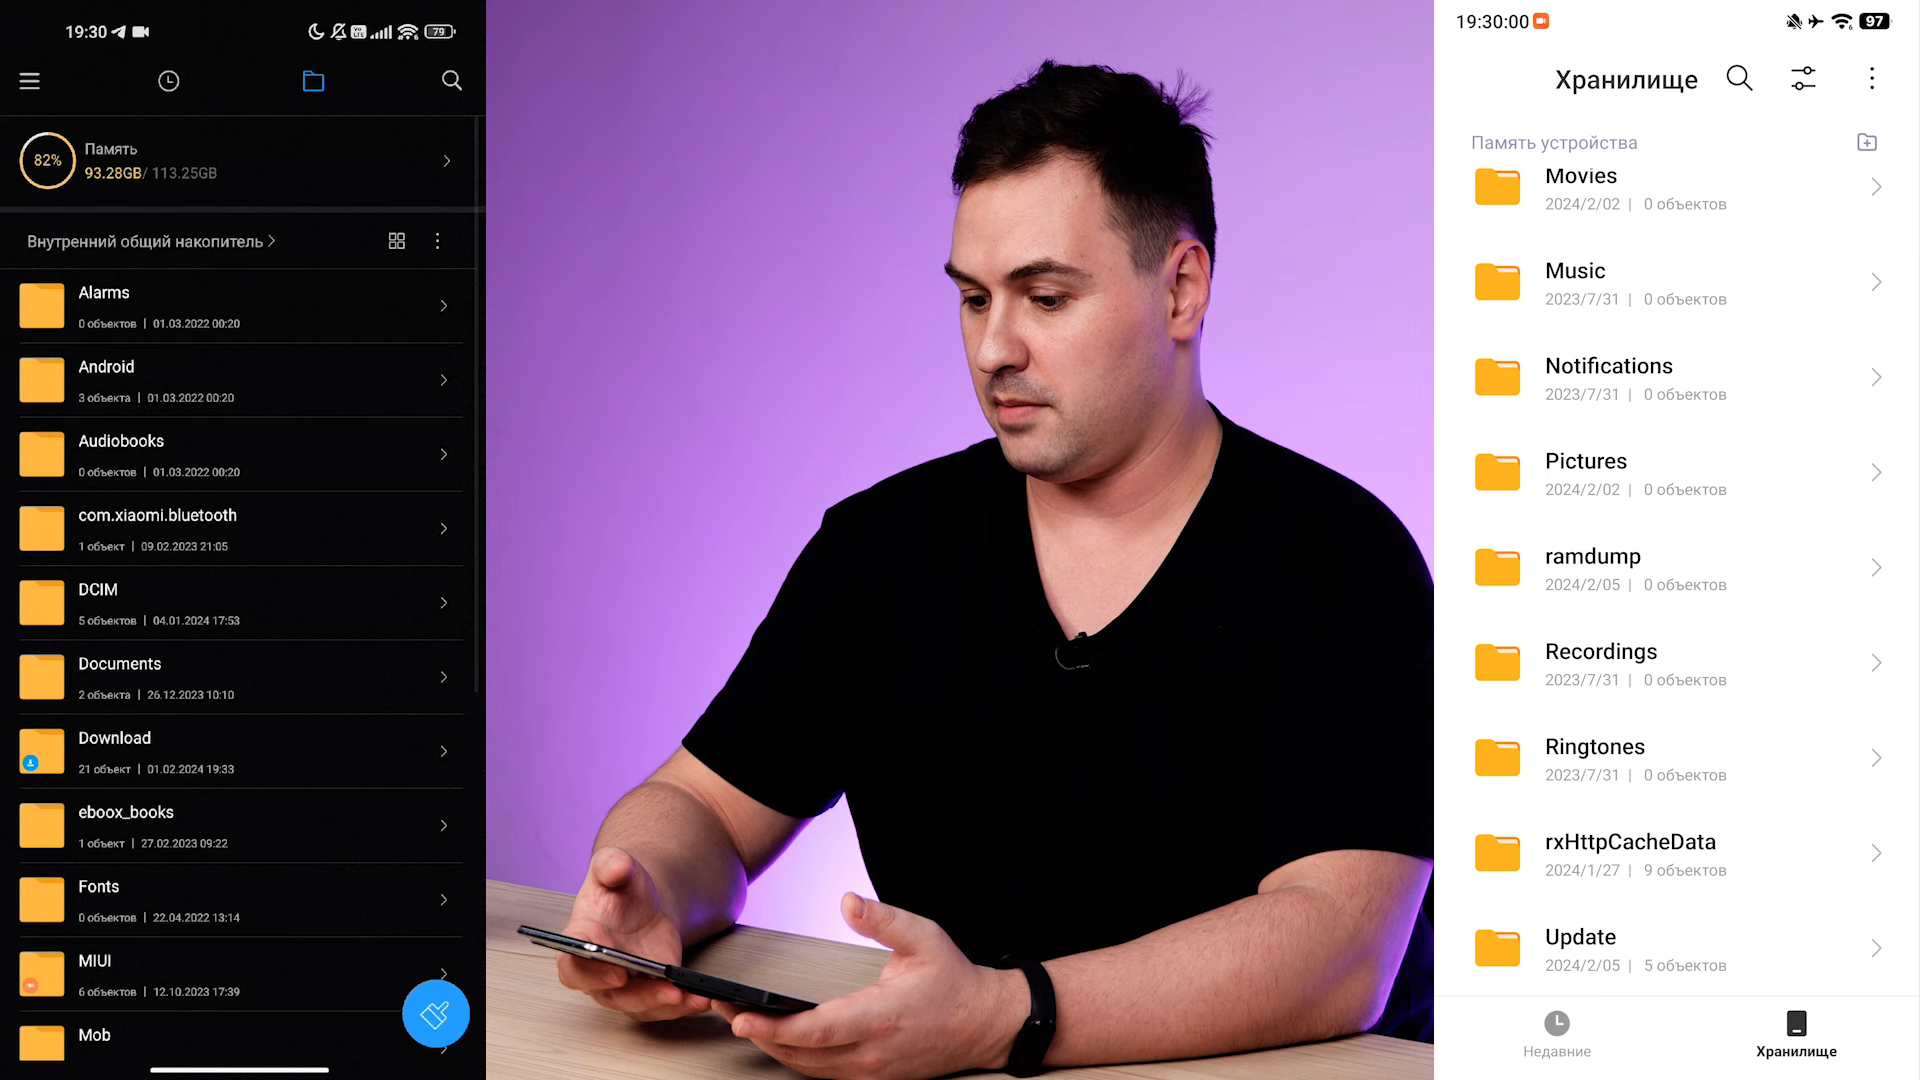 19:30
79
82%
Память
93.28GB/ 113.25GB
Внутренний общий накопитель
Alarms
0 объектов | 01.03.2022 00:20
Android
3 объекта | 01.03.2022 00:20
Audiobooks
0 объектов | 01.03.2022 00:20
com.xiaomi.bluetooth
1 объект | 09.02.2023 21:05
DCIM
5 объектов | 04.01.2024 17:53
Documents
2 объекта | 26.12.2023 10:10
Download
21 объект | 01.02.2024 19:33
eboox_books
1 объект | 27.02.2023 09:22
Fonts
0 объектов | 22.04.2022 13:14
MIUI
6 объектов | 12.10.2023 17:39
Mob
19:30:00
97
Хранилище
Память устройства
Movies
2024/2/02 | 0 объектов
Music
2023/7/31 | 0 объектов
Notifications
2023/7/31 | 0 объектов
Pictures
2024/2/02 | 0 объектов
ramdump
2024/2/05 | 0 объектов
Recordings
2023/7/31 | 0 объектов
Ringtones
2023/7/31 | 0 объектов
rxHttpCacheData
2024/1/27 | 9 объектов
Update
2024/2/05 | 5 объектов
Недавние
Хранилище